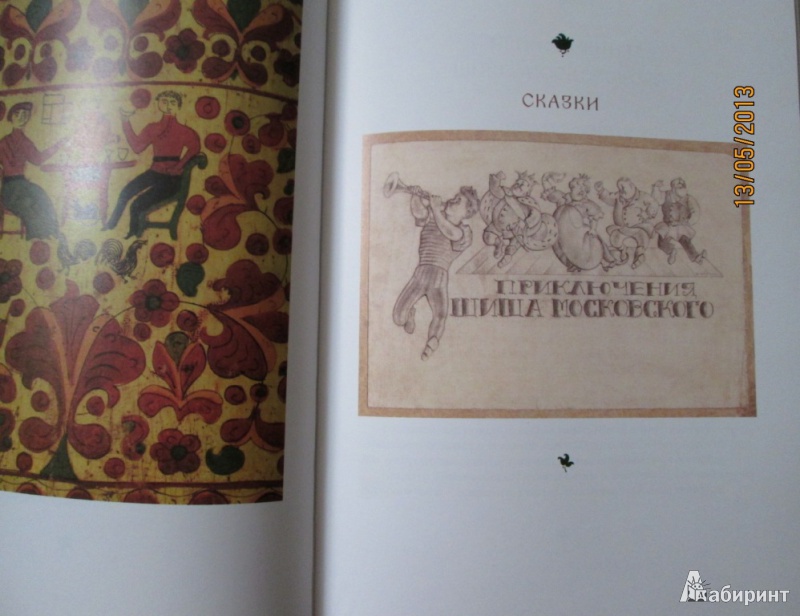 СКАЗКИ
ПРИКЛЮЧЕНИЯ
ШИША МОСКОВСКОГО
13/05/2013
Лабиринт